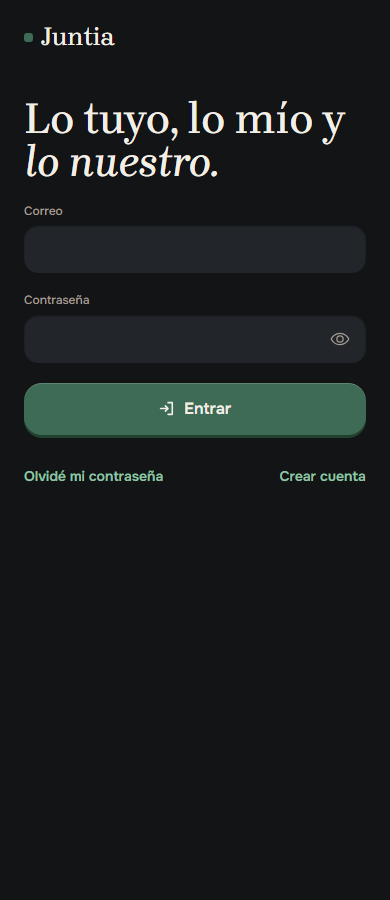 Juntia
Lo tuyo, lo mío y
lo nuestro.
Correo
Contraseña
Entrar
Olvidé mi contraseña
Crear cuenta